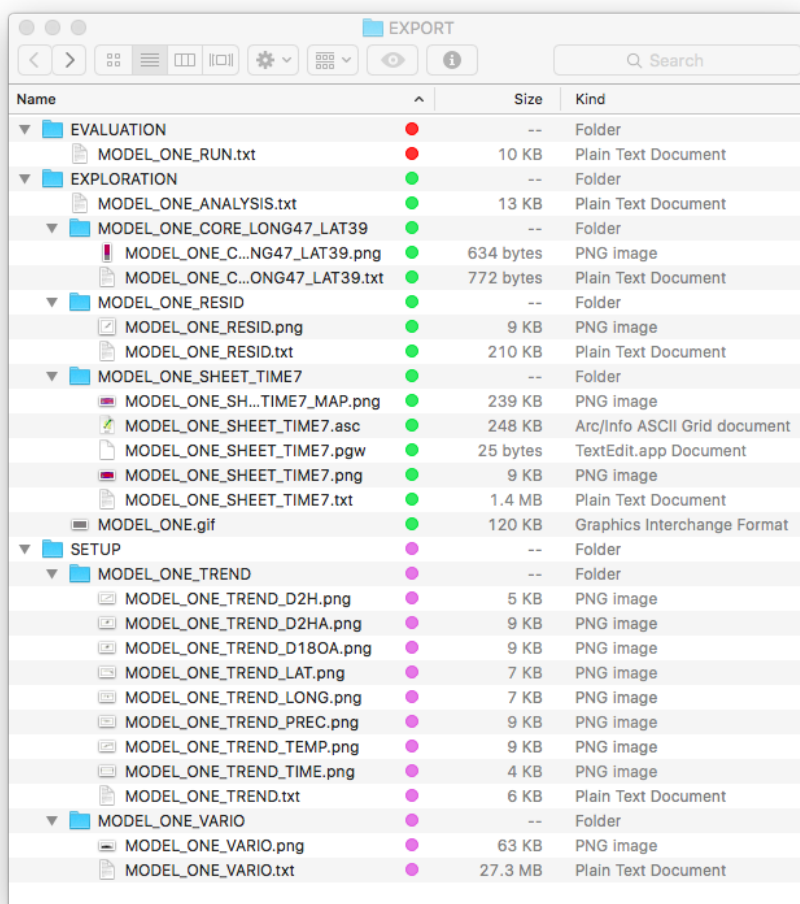 EXPORT
Search
Name Size Kind
EVALUATION -- Folder
MODEL_ONE_RUN.txt 10 KB Plain Text Document
EXPLORATION -- Folder
MODEL_ONE_ANALYSIS.txt 13 KB Plain Text Document
MODEL_ONE_CORE_LONG47_LAT39 -- Folder
MODEL_ONE_C...NG47_LAT39.png 634 bytes PNG image
MODEL_ONE_C...ONG47_LAT39.txt 772 bytes Plain Text Document
MODEL_ONE_RESID -- Folder
MODEL_ONE_RESID.png 9 KB PNG image
MODEL_ONE_RESID.txt 210 KB Plain Text Document
MODEL_ONE_SHEET_TIME7 -- Folder
MODEL_ONE_SH...TIME7_MAP.png 239 KB PNG image
MODEL_ONE_SHEET_TIME7.asc 248 KB Arc/Info ASCII Grid document
MODEL_ONE_SHEET_TIME7.pgw 25 bytes TextEdit.app Document
MODEL_ONE_SHEET_TIME7.png 9 KB PNG image
MODEL_ONE_SHEET_TIME7.txt 1.4 MB Plain Text Document
MODEL_ONE.gif 120 KB Graphics Interchange Format
SETUP -- Folder
MODEL_ONE_TREND -- Folder
MODEL_ONE_TREND_D2H.png 5 KB PNG image
MODEL_ONE_TREND_D2HA.png 9 KB PNG image
MODEL_ONE_TREND_D18OA.png 9 KB PNG image
MODEL_ONE_TREND_LAT.png 7 KB PNG image
MODEL_ONE_TREND_LONG.png 7 KB PNG image
MODEL_ONE_TREND_PREC.png 9 KB PNG image
MODEL_ONE_TREND_TEMP.png 9 KB PNG image
MODEL_ONE_TREND_TIME.png 4 KB PNG image
MODEL_ONE_TREND.txt 6 KB Plain Text Document
MODEL_ONE_VARIO -- Folder
MODEL_ONE_VARIO.png 63 KB PNG image
MODEL_ONE_VARIO.txt 27.3 MB Plain Text Document